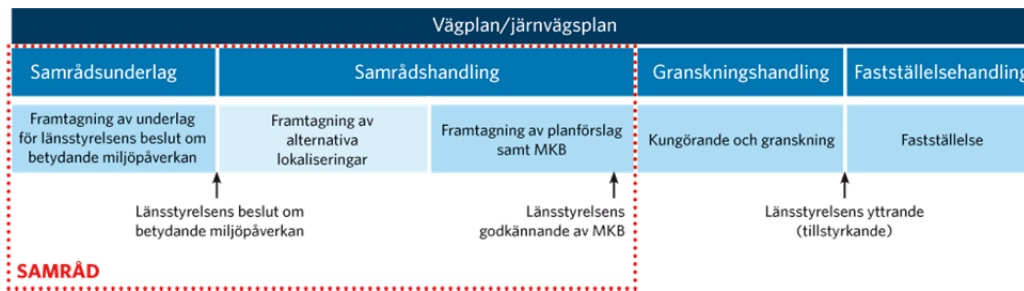 Vägplan/järnvägsplan
Samrådsunderlag
Samrådshandling
Granskningshandling
Fastställelsehandling
Framtagning av underlag
för länsstyrelsens beslut om
betydande miljöpåverkan
Framtagning av
alternativa
lokaliseringar
Framtagning av planförslag
samt MKB
Kungörande och granskning
Fastställelse
Länsstyrelsens beslut om
betydande miljöpåverkan
Länsstyrelsens
godkännande av MKB
Länsstyrelsens yttrande
(tillstyrkande)
SAMRÅD